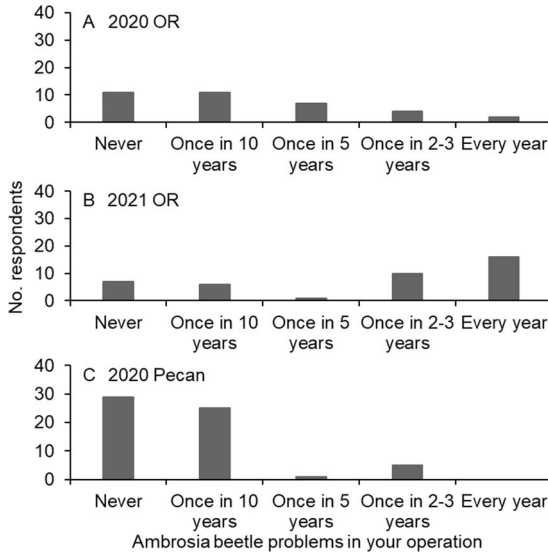 A 2020 OR
40
30
20
10
0
Never Once in 10 years Once in 5 years Once in 2-3 years Every year
No. respondents
B 2021 OR
40
30
20
10
0
Never Once in 10 years Once in 5 years Once in 2-3 years Every year
C 2020 Pecan
40
30
20
10
0
Never Once in 10 years Once in 5 years Once in 2-3 years Every year
Ambrosia beetle problems in your operation